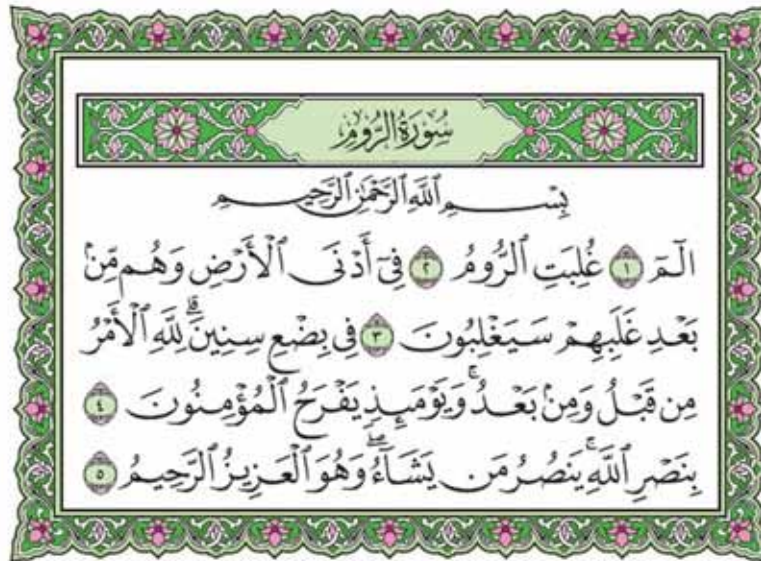 سُورَةُ الرُّومِ
بِسْمِ ٱللَّهِ ٱلرَّحْمَٰنِ ٱلرَّحِيمِ
الٓمٓ ١ غُلِبَتِ ٱلرُّومُ ٢ فِىٓ أَدْنَى ٱلْأَرْضِ وَهُم مِّنۢ
بَعْدِ غَلَبِهِمْ سَيَغْلِبُونَ ٣ فِى بِضْعِ سِنِينَ ۗ لِلَّهِ ٱلْأَمْرُ
مِن قَبْلُ وَمِنۢ بَعْدُ ۚ وَيَوْمَئِذٍ يَفْرَحُ ٱلْمُؤْمِنُونَ ٤
بِنَصْرِ ٱللَّهِ ۚ يَنصُرُ مَن يَشَآءُ ۖ وَهُوَ ٱلْعَزِيزُ ٱلرَّحِيمُ ٥